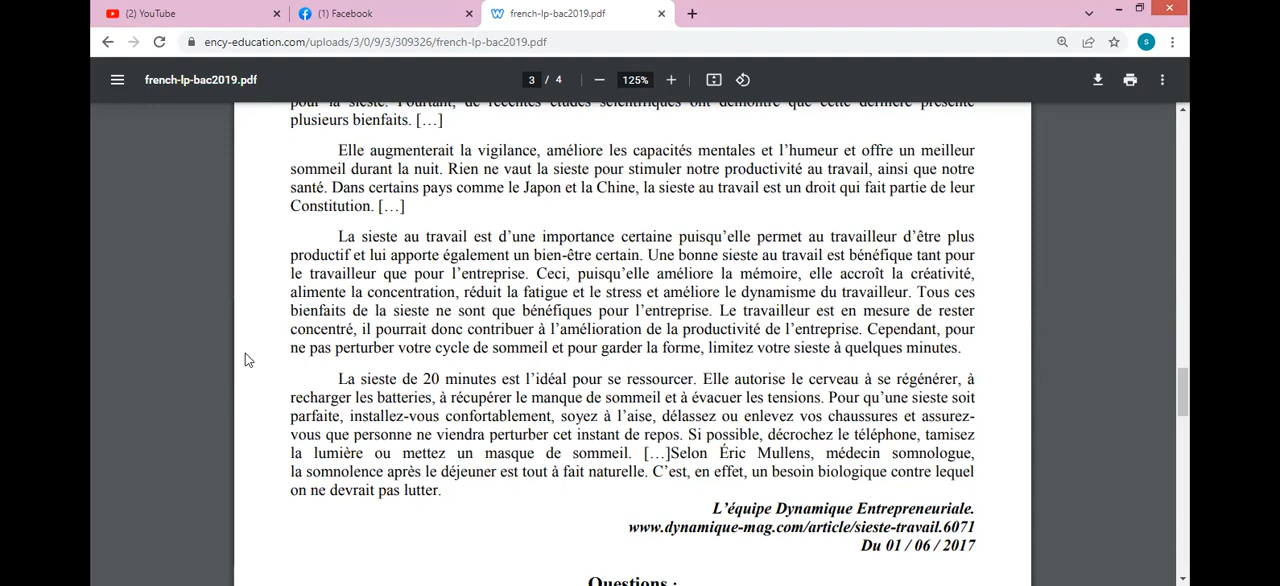 (2) YouTube
(1) Facebook
french-lp-bac2019.pdf
ency-education.com/uploads/3/0/9/3/309326/french-lp-bac2019.pdf
s
french-lp-bac2019.pdf
3 / 4
125%
pour la sieste. Pourtant, de récentes études scientifiques ont démontré que cette dernière présente
plusieurs bienfaits. […]
Elle augmenterait la vigilance, améliore les capacités mentales et l’humeur et offre un meilleur
sommeil durant la nuit. Rien ne vaut la sieste pour stimuler notre productivité au travail, ainsi que notre
santé. Dans certains pays comme le Japon et la Chine, la sieste au travail est un droit qui fait partie de leur
Constitution. […]
La sieste au travail est d’une importance certaine puisqu’elle permet au travailleur d’être plus
productif et lui apporte également un bien-être certain. Une bonne sieste au travail est bénéfique tant pour
le travailleur que pour l’entreprise. Ceci, puisqu’elle améliore la mémoire, elle accroît la créativité,
alimente la concentration, réduit la fatigue et le stress et améliore le dynamisme du travailleur. Tous ces
bienfaits de la sieste ne sont que bénéfiques pour l’entreprise. Le travailleur est en mesure de rester
concentré, il pourrait donc contribuer à l’amélioration de la productivité de l’entreprise. Cependant, pour
ne pas perturber votre cycle de sommeil et pour garder la forme, limitez votre sieste à quelques minutes.
La sieste de 20 minutes est l’idéal pour se ressourcer. Elle autorise le cerveau à se régénérer, à
recharger les batteries, à récupérer le manque de sommeil et à évacuer les tensions. Pour qu’une sieste soit
parfaite, installez-vous confortablement, soyez à l’aise, délassez ou enlevez vos chaussures et assurez-
vous que personne ne viendra perturber cet instant de repos. Si possible, décrochez le téléphone, tamisez
la lumière ou mettez un masque de sommeil. […]Selon Éric Mullens, médecin somnologue,
la somnolence après le déjeuner est tout à fait naturelle. C’est, en effet, un besoin biologique contre lequel
on ne devrait pas lutter.
L’équipe Dynamique Entrepreneuriale.
www.dynamique-mag.com/article/sieste-travail.6071
Du 01 / 06 / 2017
Questions :